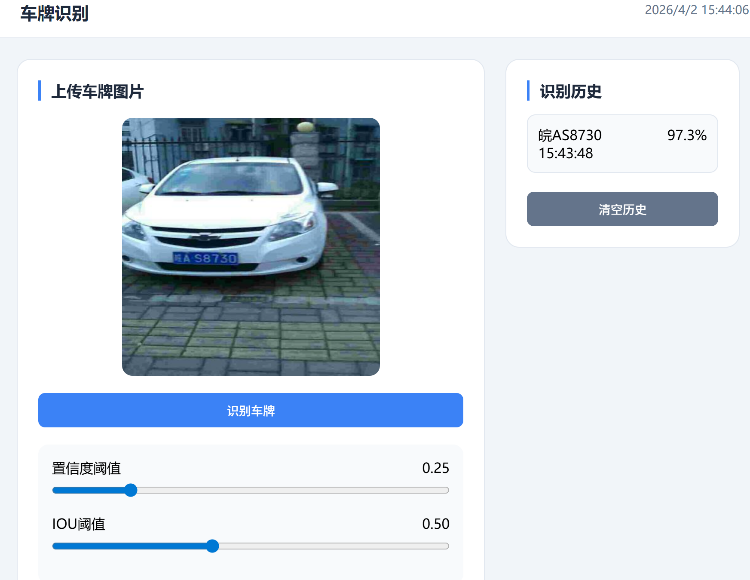 车牌识别
2026/4/2 15:44:06
上传车牌图片
皖A S8730
识别车牌
置信度阈值 0.25
IOU阈值 0.50
识别历史
皖AS8730 97.3%
15:43:48
清空历史